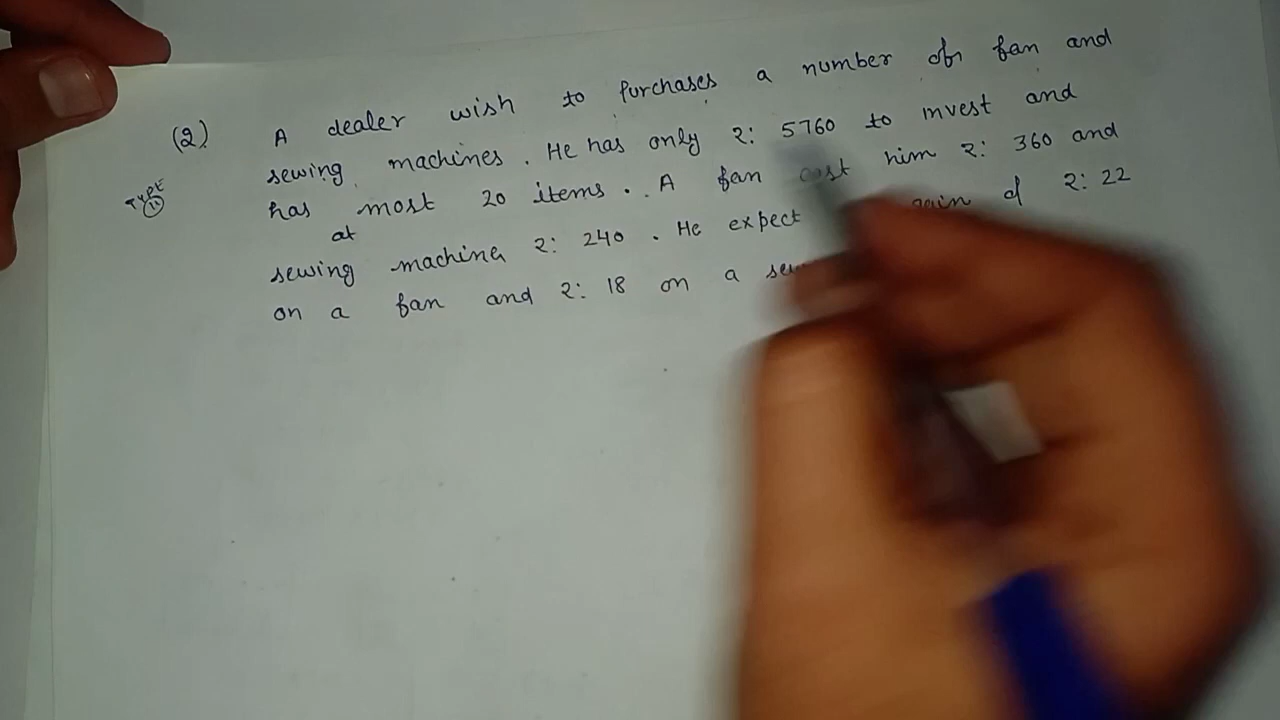 (2) A dealer wish to purchases a number of fan and
sewing machines. He has only ₹: 5760 to invest and
has at most 20 items. A fan cost him ₹: 360 and
sewing machine ₹: 240. He expect gain of ₹: 22
on a fan and ₹: 18 on a
Type (11)